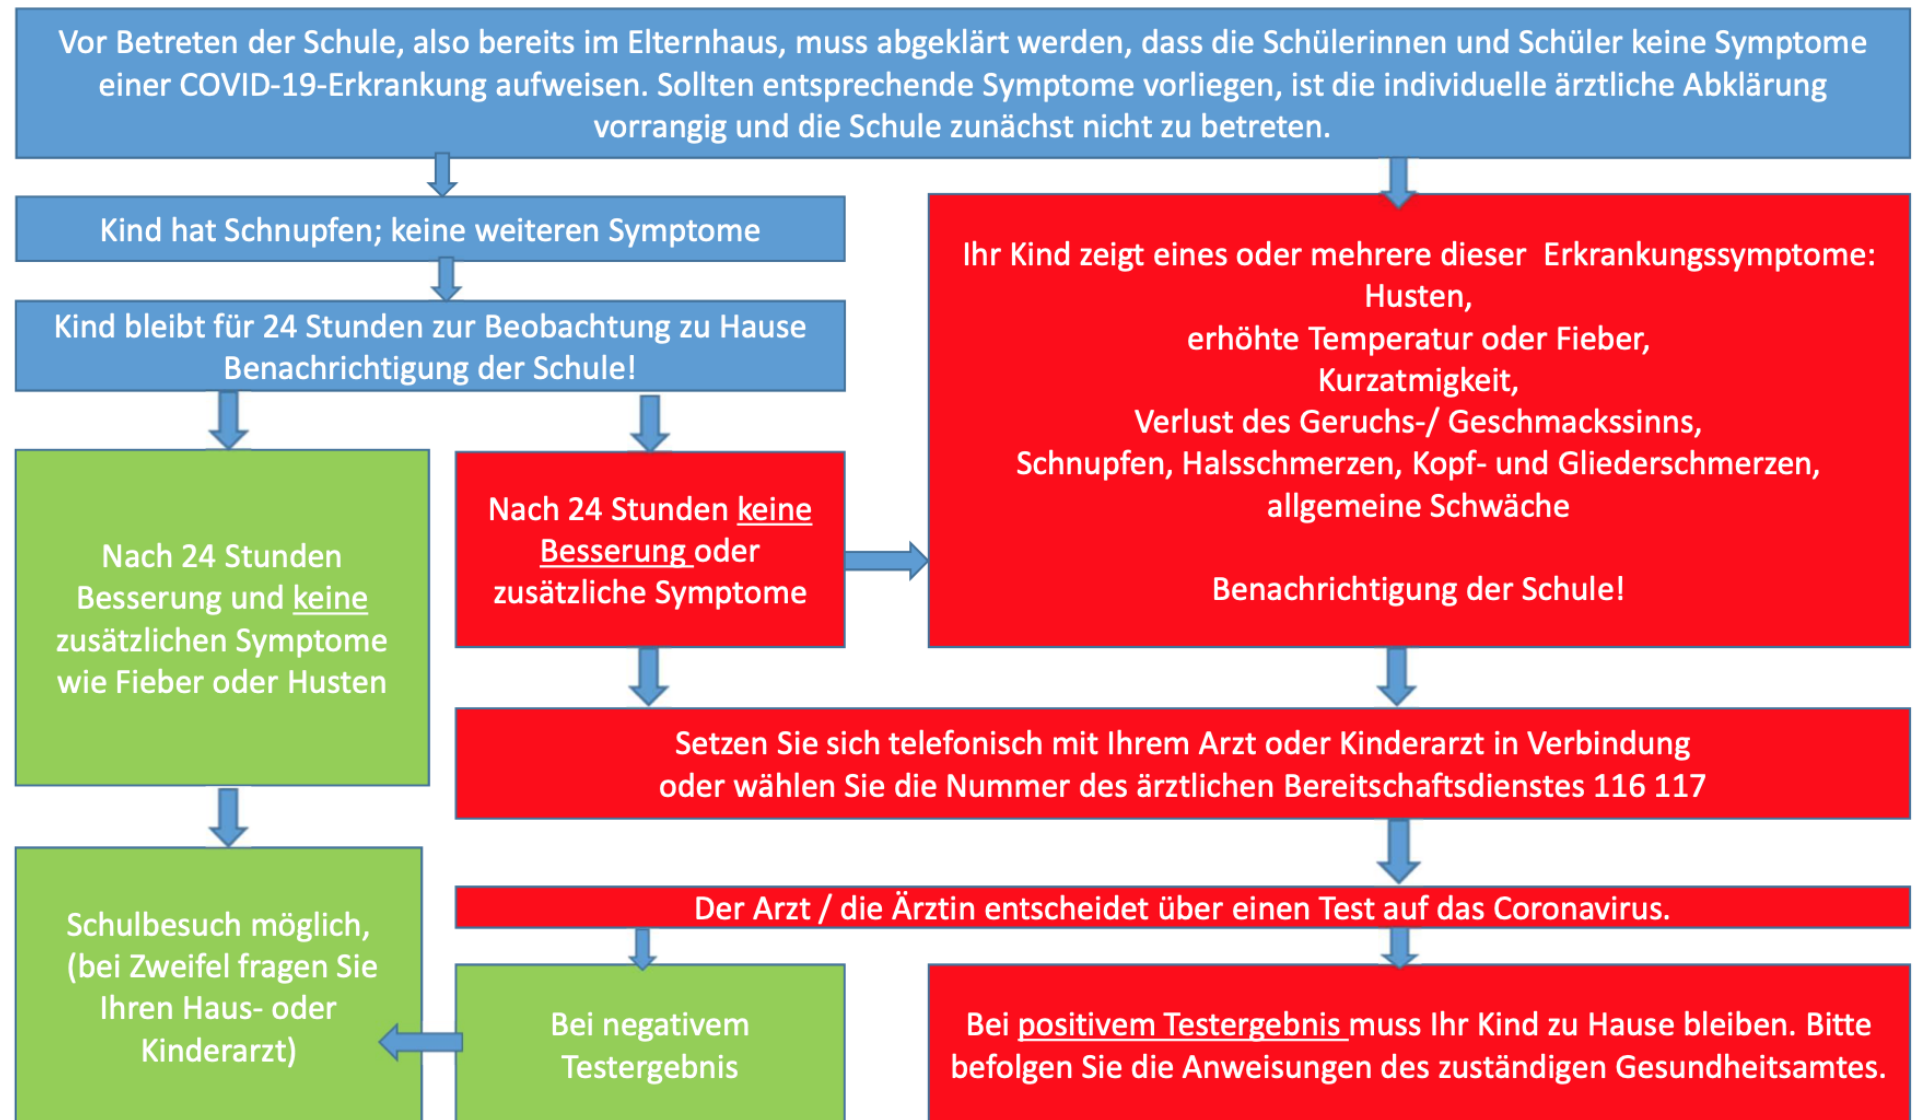 Vor Betreten der Schule, also bereits im Elternhaus, muss abgeklärt werden, dass die Schülerinnen und Schüler keine Symptome
einer COVID-19-Erkrankung aufweisen. Sollten entsprechende Symptome vorliegen, ist die individuelle ärztliche Abklärung
vorrangig und die Schule zunächst nicht zu betreten.
Kind hat Schnupfen; keine weiteren Symptome
Kind bleibt für 24 Stunden zur Beobachtung zu Hause
Benachrichtigung der Schule!
Ihr Kind zeigt eines oder mehrere dieser Erkrankungssymptome:
Husten,
erhöhte Temperatur oder Fieber,
Kurzatmigkeit,
Verlust des Geruchs-/ Geschmackssinns,
Schnupfen, Halsschmerzen, Kopf- und Gliederschmerzen,
allgemeine Schwäche
Benachrichtigung der Schule!
Nach 24 Stunden
Besserung und keine
zusätzlichen Symptome
wie Fieber oder Husten
Nach 24 Stunden keine
Besserung oder
zusätzliche Symptome
Setzen Sie sich telefonisch mit Ihrem Arzt oder Kinderarzt in Verbindung
oder wählen Sie die Nummer des ärztlichen Bereitschaftsdienstes 116 117
Der Arzt / die Ärztin entscheidet über einen Test auf das Coronavirus.
Schulbesuch möglich,
(bei Zweifel fragen Sie
Ihren Haus- oder
Kinderarzt)
Bei negativem
Testergebnis
Bei positivem Testergebnis muss Ihr Kind zu Hause bleiben. Bitte
befolgen Sie die Anweisungen des zuständigen Gesundheitsamtes.